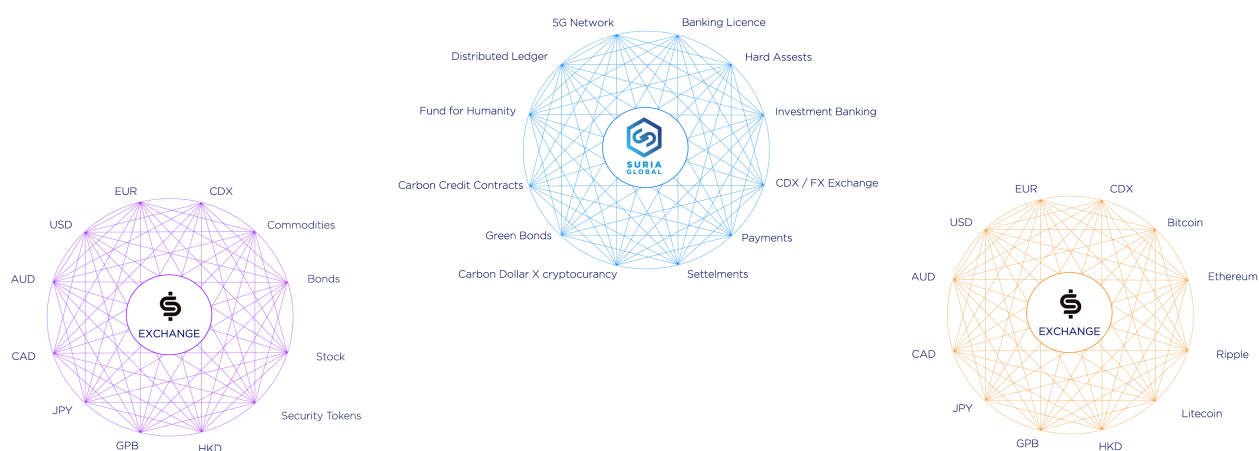 5G Network
Banking Licence
Distributed Ledger
Hard Assests
Fund for Humanity
Investment Banking
SURIA
GLOBAL
Carbon Credit Contracts
CDX / FX Exchange
Green Bonds
Payments
Carbon Dollar X cryptocurancy
Settelments
EUR
CDX
USD
Commodities
AUD
Bonds
EXCHANGE
CAD
Stock
JPY
Security Tokens
GPB
HKD
EUR
CDX
USD
Bitcoin
AUD
Ethereum
EXCHANGE
CAD
Ripple
JPY
Litecoin
GPB
HKD